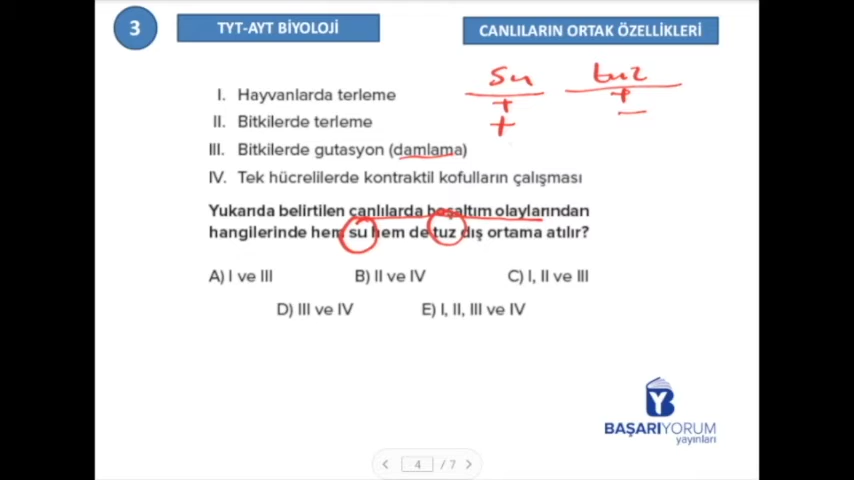 3
TYT-AYT BİYOLOJİ
CANLILARIN ORTAK ÖZELLİKLERİ
su tuz
+ +
+ —
I. Hayvanlarda terleme
II. Bitkilerde terleme
III. Bitkilerde gutasyon (damlama)
IV. Tek hücrelilerde kontraktil kofulların çalışması
Yukarıda belirtilen canlılarda boşaltım olaylarından
hangilerinde hem su hem de tuz dış ortama atılır?
A) I ve III B) II ve IV C) I, II ve III
D) III ve IV E) I, II, III ve IV
BAŞARIYORUM
yayınları
4 / 7